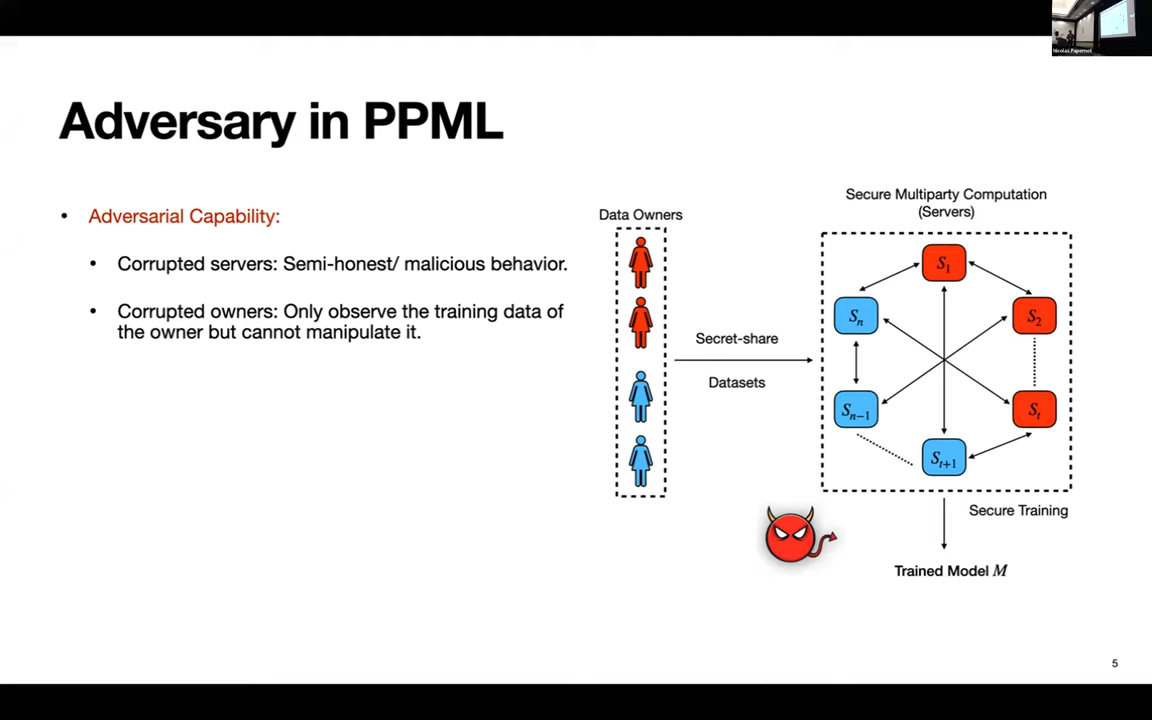 Nicolas Papernot
Adversary in PPML
• Adversarial Capability:
• Corrupted servers: Semi-honest/ malicious behavior.
• Corrupted owners: Only observe the training data of
the owner but cannot manipulate it.
Data Owners
Secret-share
Datasets
Secure Multiparty Computation
(Servers)
S1
Sn
S2
Sn−1
St
St+1
Secure Training
Trained Model M
5